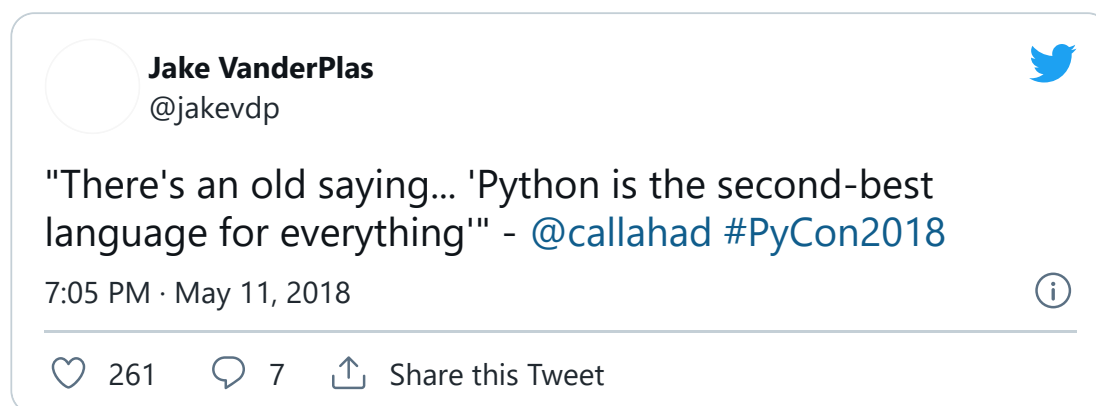 Jake VanderPlas
@jakevdp
"There's an old saying... 'Python is the second-best
language for everything'" - @callahad #PyCon2018
7:05 PM · May 11, 2018
261 7 Share this Tweet